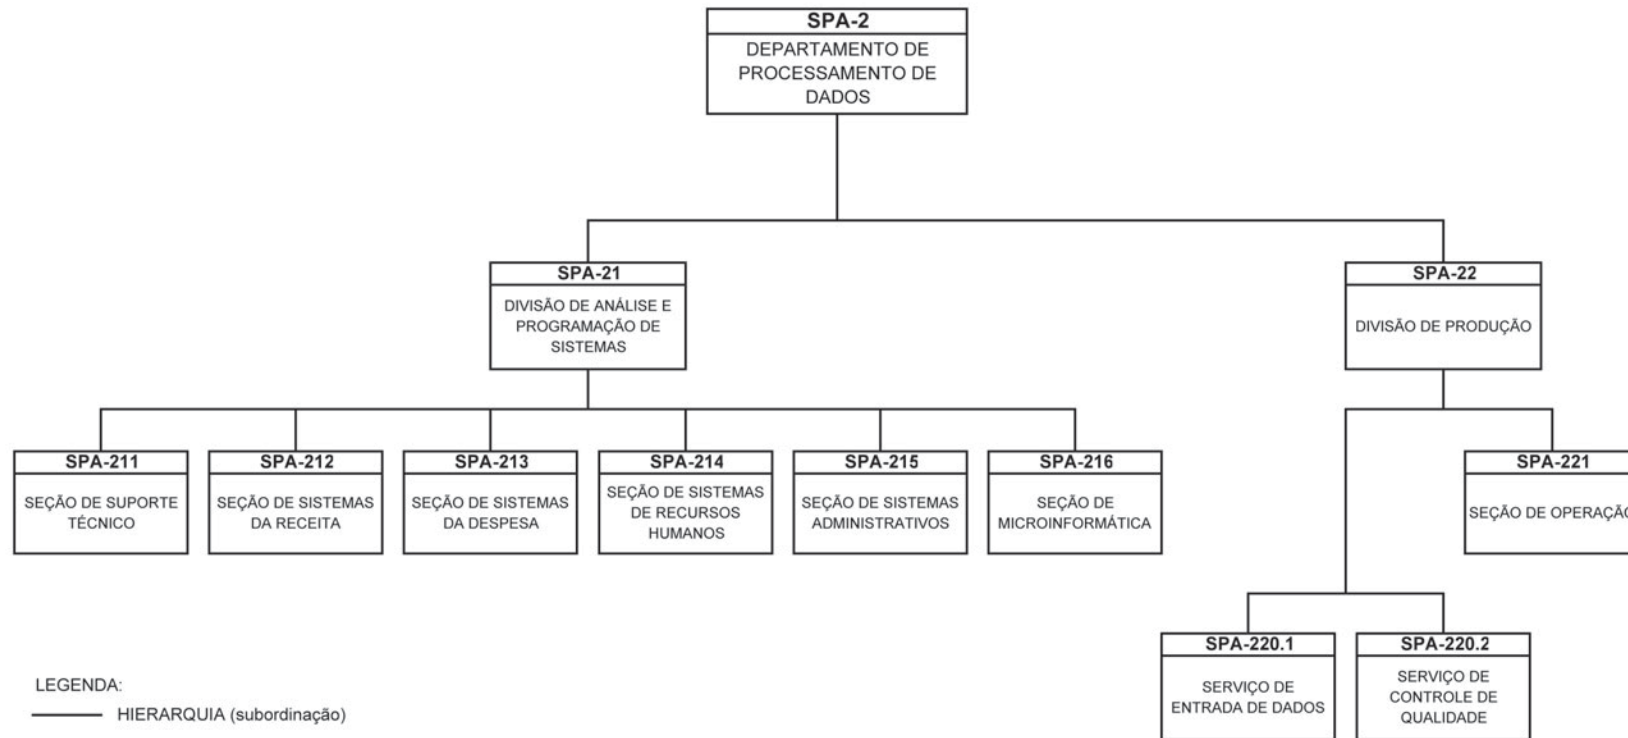 SPA-2
DEPARTAMENTO DE
PROCESSAMENTO DE
DADOS
SPA-21
DIVISÃO DE ANÁLISE E
PROGRAMAÇÃO DE
SISTEMAS
SPA-22
DIVISÃO DE PRODUÇÃO
SPA-211
SEÇÃO DE SUPORTE
TÉCNICO
SPA-212
SEÇÃO DE SISTEMAS
DA RECEITA
SPA-213
SEÇÃO DE SISTEMAS
DA DESPESA
SPA-214
SEÇÃO DE SISTEMAS
DE RECURSOS
HUMANOS
SPA-215
SEÇÃO DE SISTEMAS
ADMINISTRATIVOS
SPA-216
SEÇÃO DE
MICROINFORMÁTICA
SPA-221
SEÇÃO DE OPERAÇÃO
SPA-220.1
SERVIÇO DE
ENTRADA DE DADOS
SPA-220.2
SERVIÇO DE
CONTROLE DE
QUALIDADE
LEGENDA:
HIERARQUIA (subordinação)